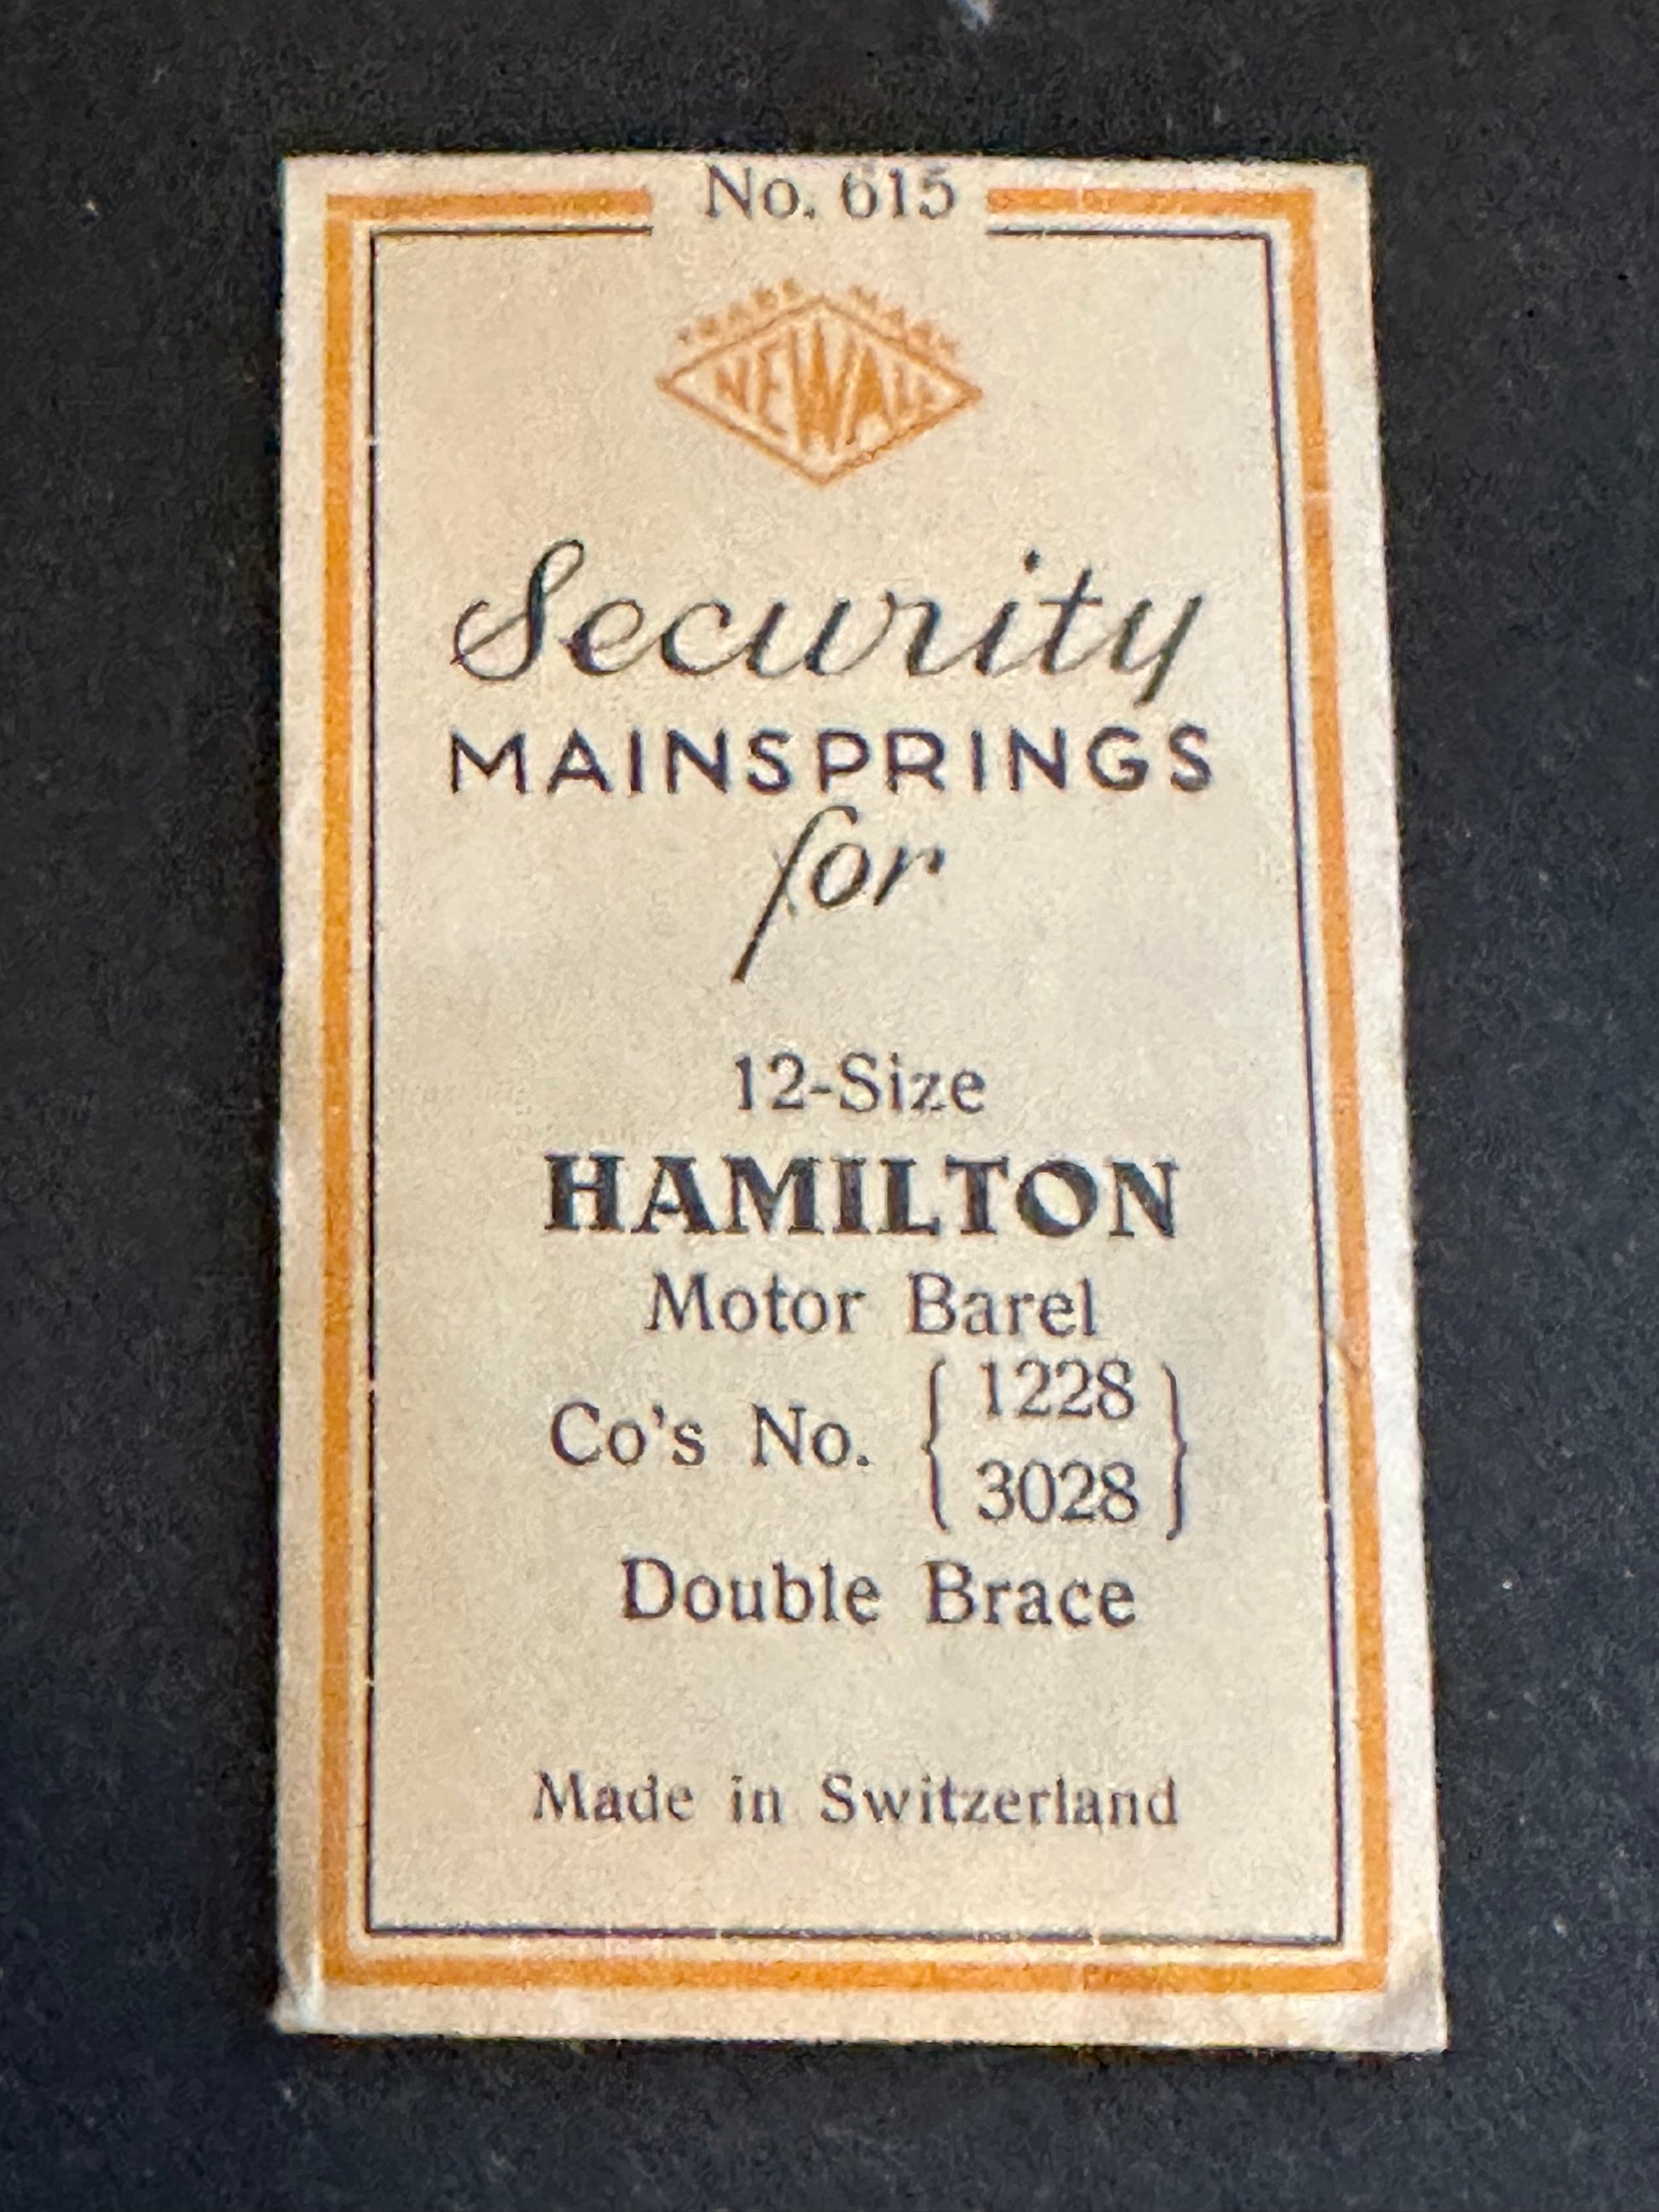 No. 615
TRADE MARK
NEWALL
Security
MAINSPRINGS
for
12-Size
HAMILTON
Motor Barel
Co's No. { 1228
3028 }
Double Brace
Made in Switzerland